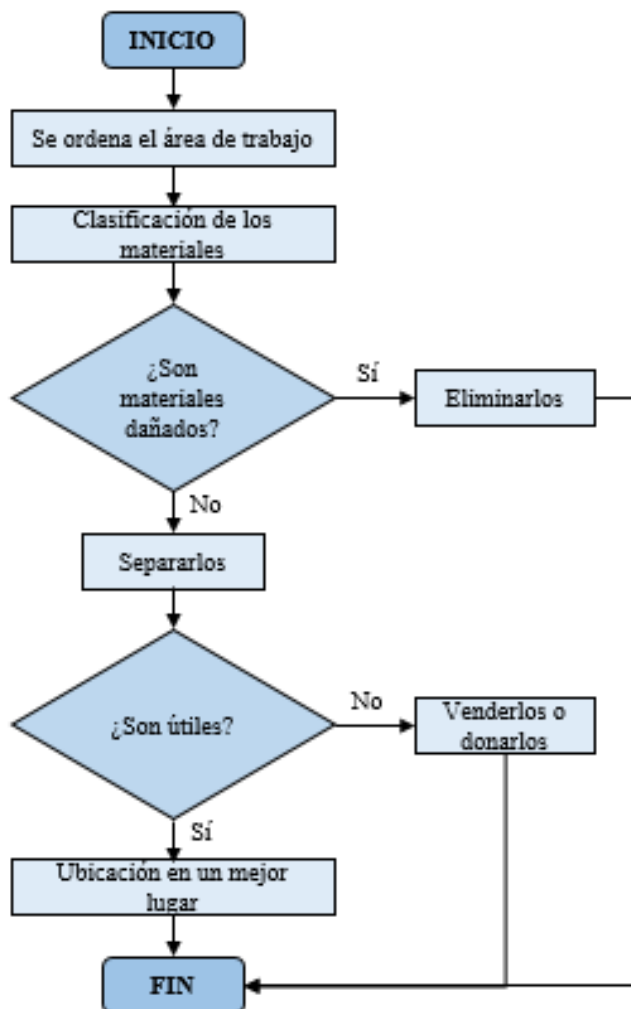 INICIO
Se ordena el área de trabajo
Clasificación de los
materiales
¿Son
materiales
dañados?
Sí
Eliminarlos
No
Separarlos
¿Son útiles?
No
Venderlos o
donarlos
Sí
Ubicación en un mejor
lugar
FIN